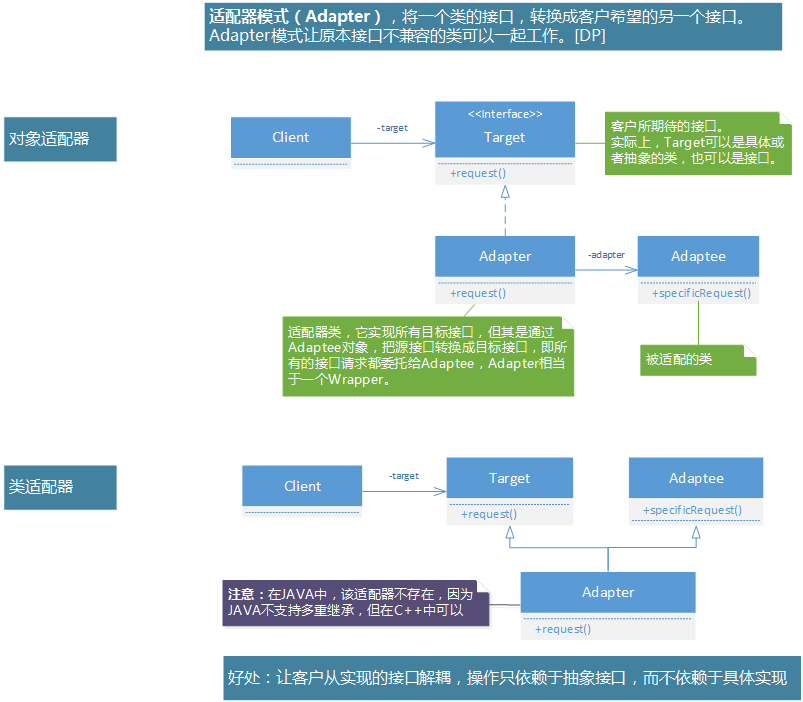 适配器模式（Adapter），将一个类的接口，转换成客户希望的另一个接口。
Adapter模式让原本接口不兼容的类可以一起工作。[DP]
对象适配器
Client
-target
<<Interface>>
Target
+request()
客户所期待的接口。
实际上，Target可以是具体或
者抽象的类，也可以是接口。
Adapter
+request()
-adapter
Adaptee
+specificRequest()
适配器类，它实现所有目标接口，但其是通过
Adaptee对象，把源接口转换成目标接口，即所
有的接口请求都委托给Adaptee，Adapter相当
于一个Wrapper。
被适配的类
类适配器
Client
-target
Target
+request()
Adaptee
+specificRequest()
注意：在JAVA中，该适配器不存在，因为
JAVA不支持多重继承，但在C++中可以
Adapter
+request()
好处：让客户从实现的接口解耦，操作只依赖于抽象接口，而不依赖于具体实现